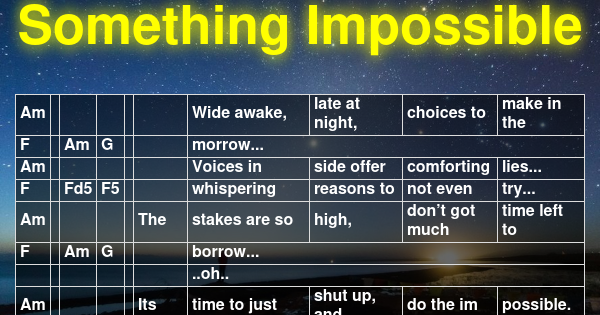 Something Impossible
Am Wide awake, late at night, choices to make in the
F Am G morrow...
Am Voices in side offer comforting lies...
F Fd5 F5 whispering reasons to not even try...
Am The stakes are so high, don't got much time left to
F Am G borrow...
..oh..
Am Its time to just shut up, and do the im possible.